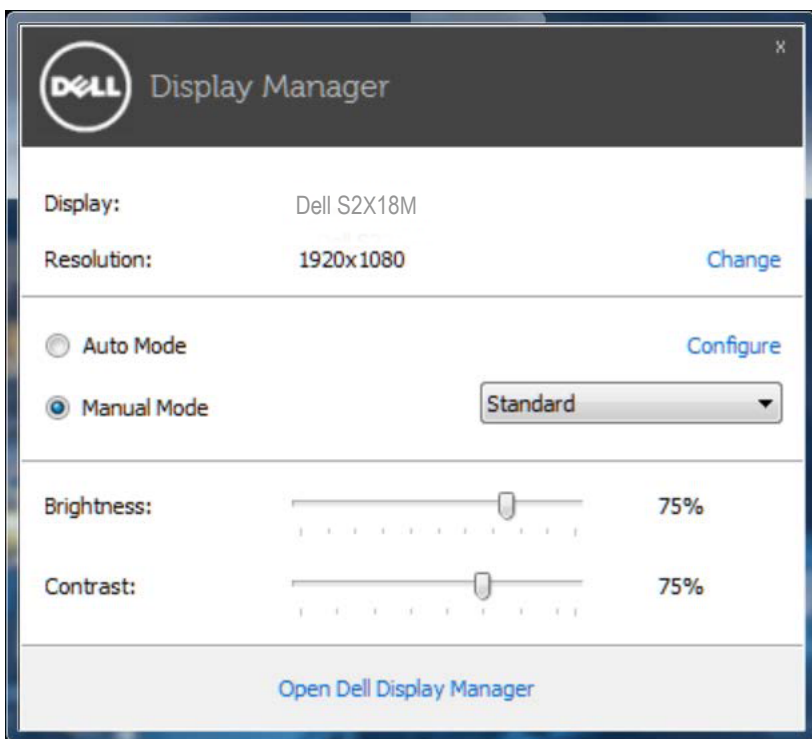 x
DELL Display Manager
Display: Dell S2X18M
Resolution: 1920x1080 Change
Auto Mode Configure
Manual Mode Standard
Brightness: 75%
Contrast: 75%
Open Dell Display Manager